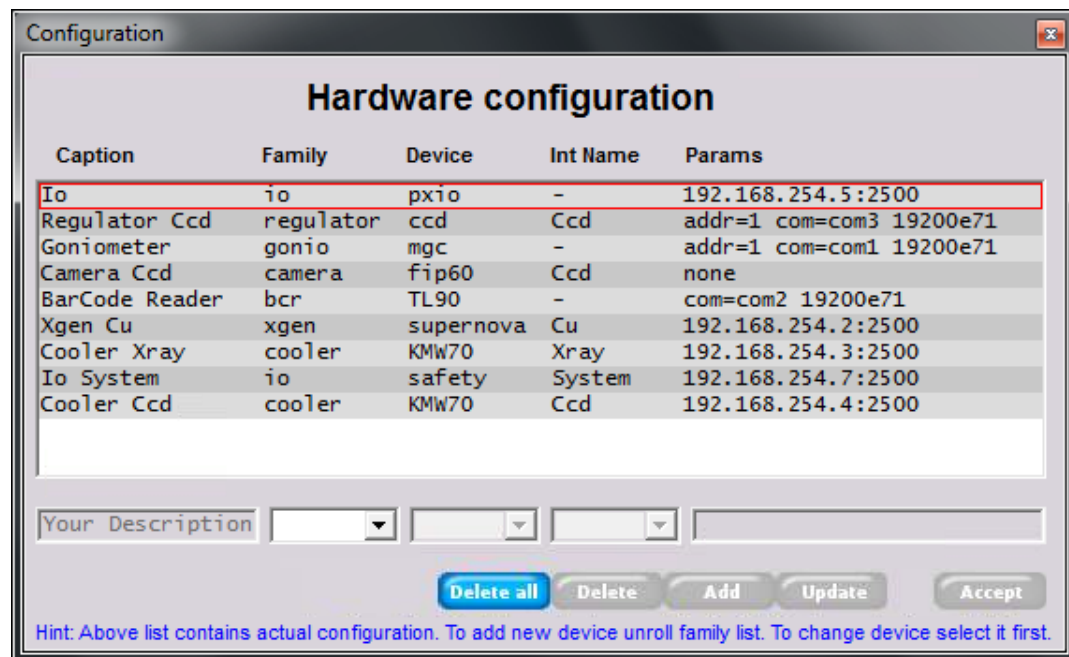 Configuration
Hardware configuration
Caption Family Device Int Name Params
Io io pxio - 192.168.254.5:2500
Regulator Ccd regulator ccd Ccd addr=1 com=com3 19200e71
Goniometer gonio mgc - addr=1 com=com1 19200e71
Camera Ccd camera fip60 Ccd none
BarCode Reader bcr TL90 - com=com2 19200e71
Xgen Cu xgen supernova Cu 192.168.254.2:2500
Cooler Xray cooler KMW70 Xray 192.168.254.3:2500
Io System io safety System 192.168.254.7:2500
Cooler Ccd cooler KMW70 Ccd 192.168.254.4:2500
Your Description
Delete all Delete Add Update Accept
Hint: Above list contains actual configuration. To add new device unroll family list. To change device select it first.